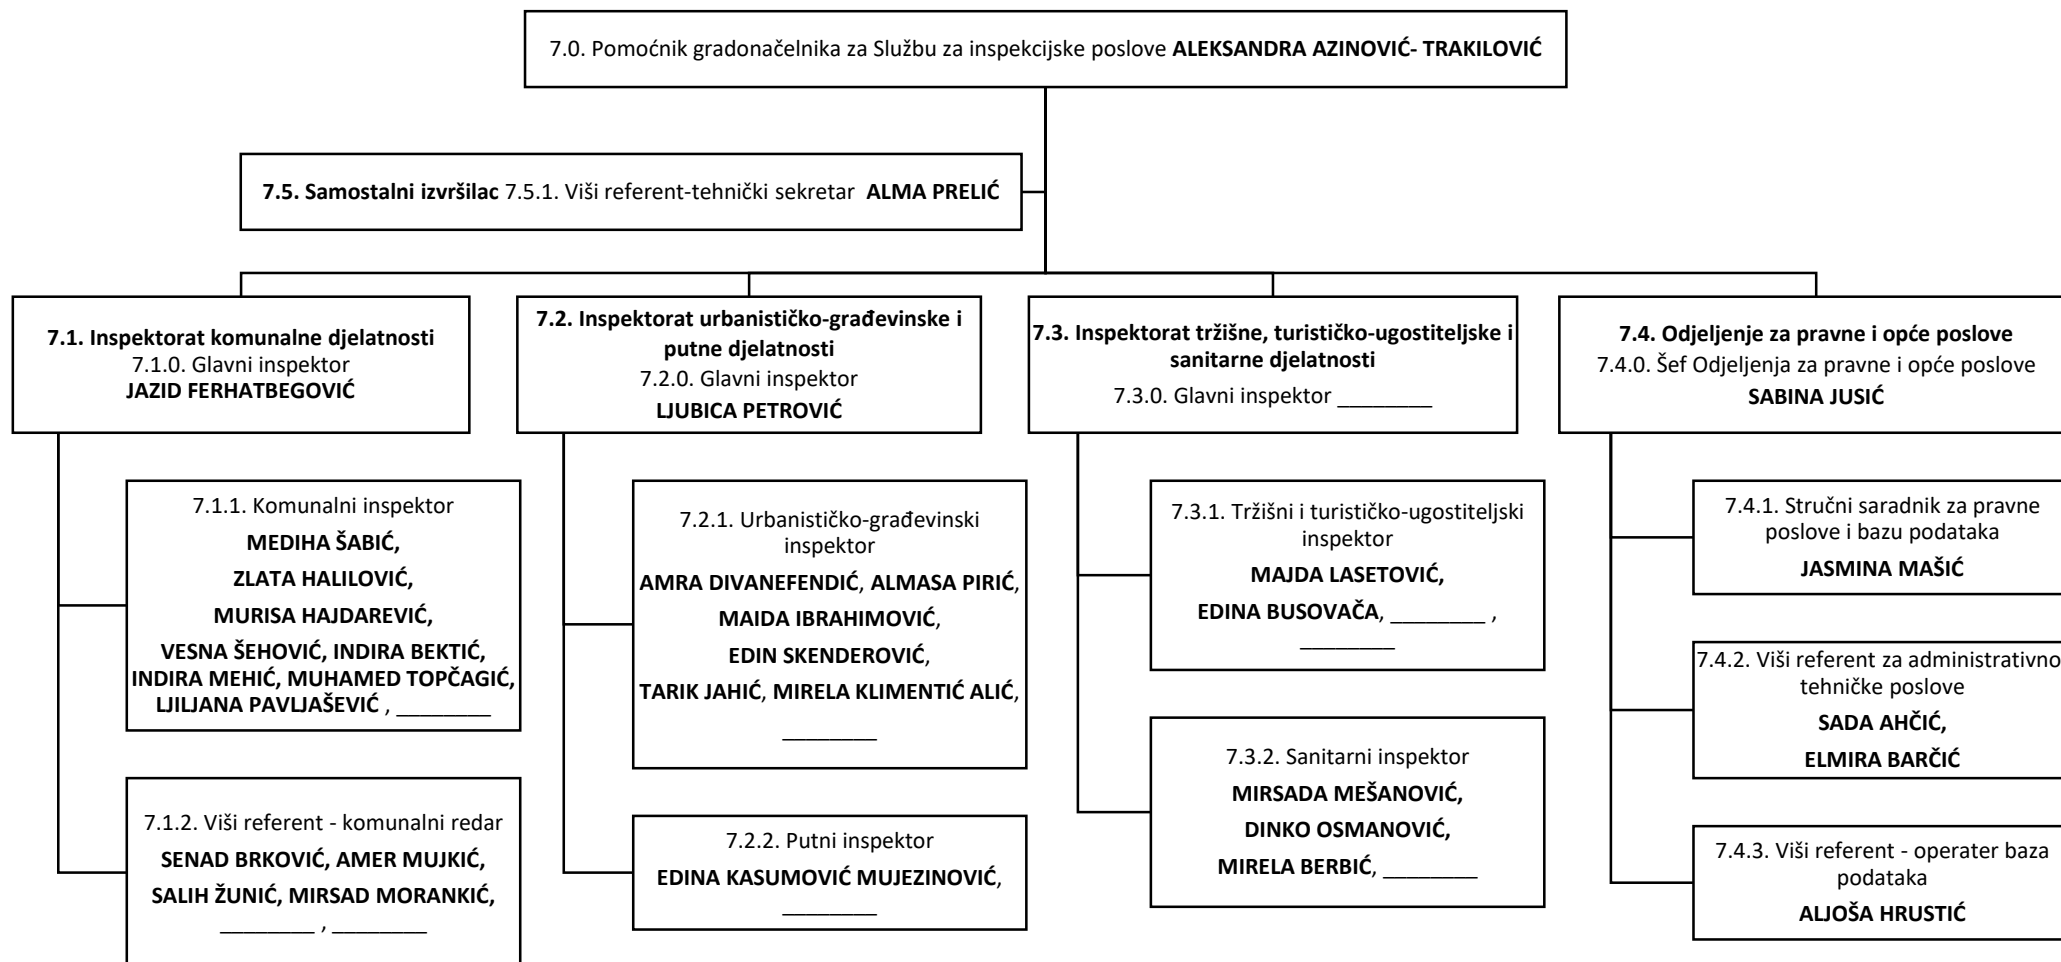 7.0. Pomoćnik gradonačelnika za Službu za inspekcijske poslove ALEKSANDRA AZINOVIĆ- TRAKILOVIĆ
7.5. Samostalni izvršilac 7.5.1. Viši referent-tehnički sekretar ALMA PRELIĆ
7.1. Inspektorat komunalne djelatnosti
7.1.0. Glavni inspektor
JAZID FERHATBEGOVIĆ
7.1.1. Komunalni inspektor
MEDIHA ŠABIĆ,
ZLATA HALILOVIĆ,
MURISA HAJDAREVIĆ,
VESNA ŠEHOVIĆ, INDIRA BEKTIĆ,
INDIRA MEHIĆ, MUHAMED TOPČAGIĆ,
LJILJANA PAVLJAŠEVIĆ , ________
7.1.2. Viši referent - komunalni redar
SENAD BRKOVIĆ, AMER MUJKIĆ,
SALIH ŽUNIĆ, MIRSAD MORANKIĆ,
________ , ________
7.2. Inspektorat urbanističko-građevinske i
putne djelatnosti
7.2.0. Glavni inspektor
LJUBICA PETROVIĆ
7.2.1. Urbanističko-građevinski
inspektor
AMRA DIVANEFENDIĆ, ALMASA PIRIĆ,
MAIDA IBRAHIMOVIĆ,
EDIN SKENDEROVIĆ,
TARIK JAHIĆ, MIRELA KLIMENTIĆ ALIĆ,
________
7.2.2. Putni inspektor
EDINA KASUMOVIĆ MUJEZINOVIĆ,
________
7.3. Inspektorat tržišne, turističko-ugostiteljske i
sanitarne djelatnosti
7.3.0. Glavni inspektor ________
7.3.1. Tržišni i turističko-ugostiteljski
inspektor
MAJDA LASETOVIĆ,
EDINA BUSOVAČA, ________ ,
________
7.3.2. Sanitarni inspektor
MIRSADA MEŠANOVIĆ,
DINKO OSMANOVIĆ,
MIRELA BERBIĆ, ________
7.4. Odjeljenje za pravne i opće poslove
7.4.0. Šef Odjeljenja za pravne i opće poslove
SABINA JUSIĆ
7.4.1. Stručni saradnik za pravne
poslove i bazu podataka
JASMINA MAŠIĆ
7.4.2. Viši referent za administrativno
tehničke poslove
SADA AHČIĆ,
ELMIRA BARČIĆ
7.4.3. Viši referent - operater baza
podataka
ALJOŠA HRUSTIĆ